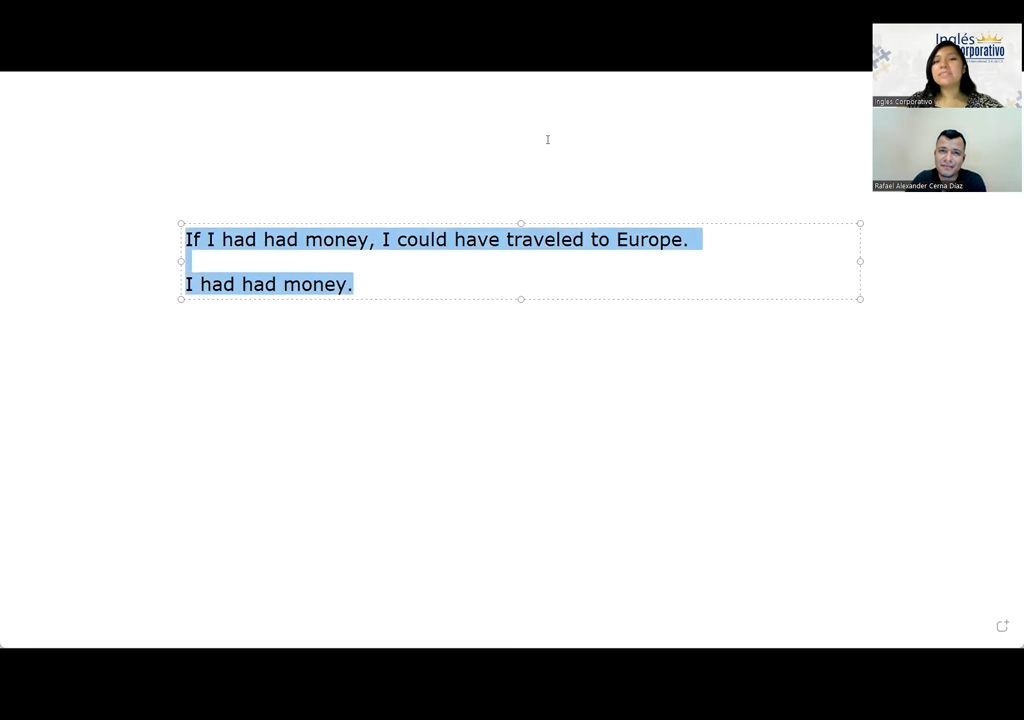 Inglés
Corporativo
Ingles Corporativo
Rafael Alexander Cerna Díaz
If I had had money, I could have traveled to Europe.
I had had money.